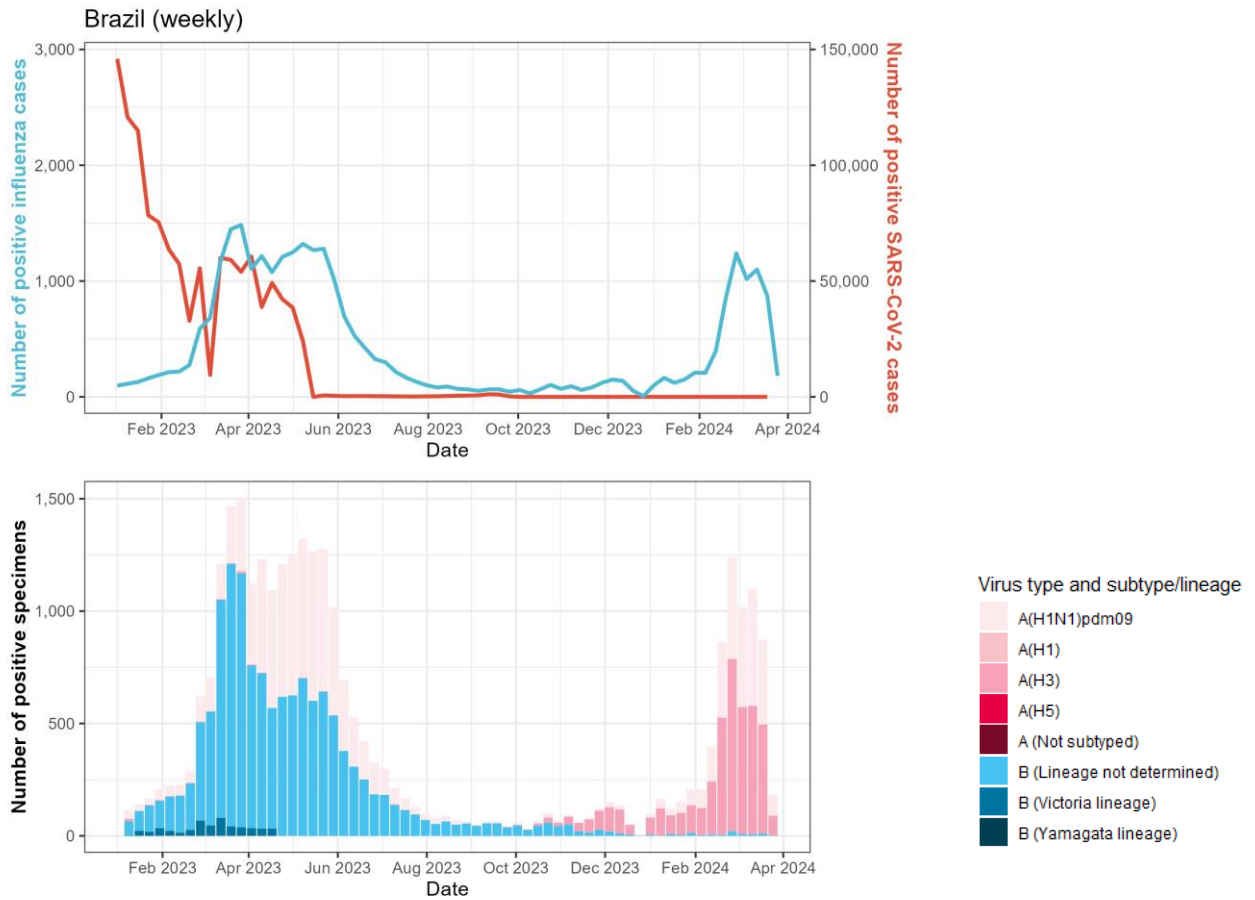 Brazil (weekly)
Number of positive influenza cases
3,000
2,000
1,000
0
150,000
100,000
50,000
0
Number of positive SARS-CoV-2 cases
Feb 2023 Apr 2023 Jun 2023 Aug 2023 Oct 2023 Dec 2023 Feb 2024 Apr 2024
Date
Number of positive specimens
1,500
1,000
500
0
Feb 2023 Apr 2023 Jun 2023 Aug 2023 Oct 2023 Dec 2023 Feb 2024 Apr 2024
Date
Virus type and subtype/lineage
A(H1N1)pdm09
A(H1)
A(H3)
A(H5)
A (Not subtyped)
B (Lineage not determined)
B (Victoria lineage)
B (Yamagata lineage)